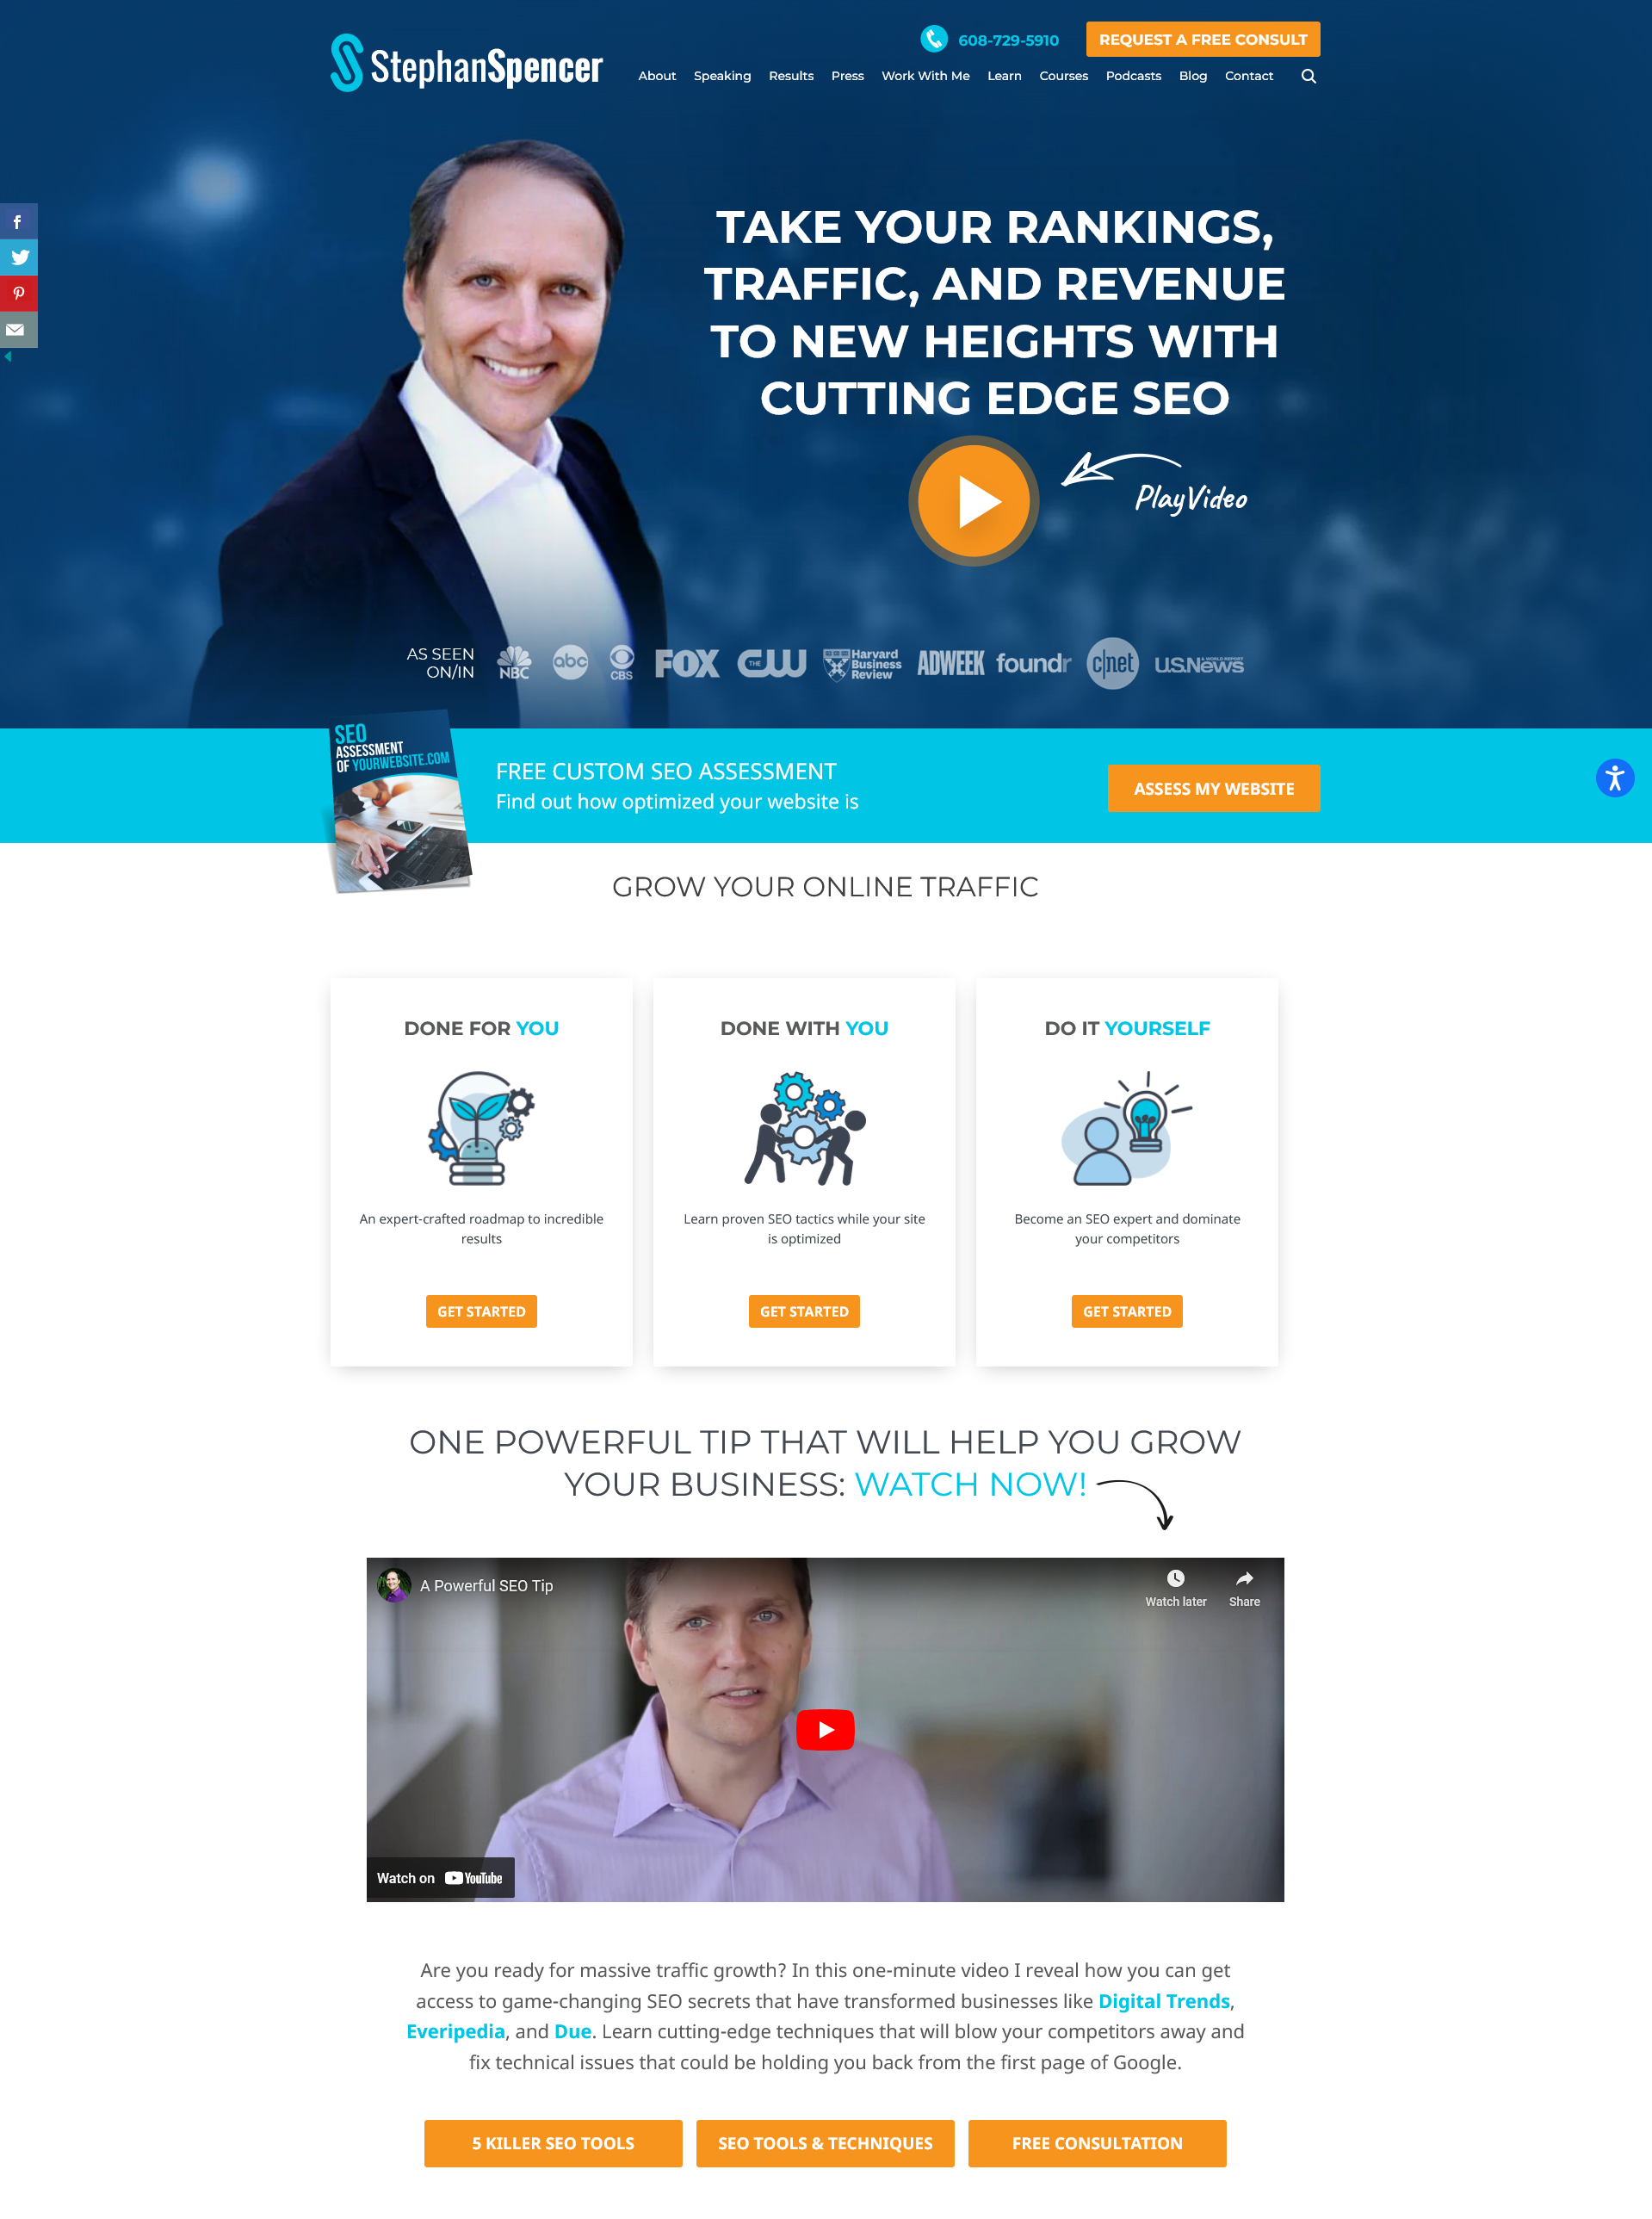 StephanSpencer
608-729-5910
REQUEST A FREE CONSULT
About Speaking Results Press Work With Me Learn Courses Podcasts Blog Contact
TAKE YOUR RANKINGS,
TRAFFIC, AND REVENUE
TO NEW HEIGHTS WITH
CUTTING EDGE SEO
PlayVideo
AS SEEN
ON/IN
NBC
abc
CBS
FOX
THE CW
Harvard
Business
Review
ADWEEK
foundr
c|net
U.S.News
& WORLD REPORT
SEO
ASSESSMENT
OF YOURWEBSITE.COM
FREE CUSTOM SEO ASSESSMENT
Find out how optimized your website is
ASSESS MY WEBSITE
GROW YOUR ONLINE TRAFFIC
DONE FOR YOU
An expert-crafted roadmap to incredible
results
GET STARTED
DONE WITH YOU
Learn proven SEO tactics while your site
is optimized
GET STARTED
DO IT YOURSELF
Become an SEO expert and dominate
your competitors
GET STARTED
ONE POWERFUL TIP THAT WILL HELP YOU GROW
YOUR BUSINESS: WATCH NOW!
A Powerful SEO Tip
Watch later
Share
Watch on YouTube
Are you ready for massive traffic growth? In this one-minute video I reveal how you can get
access to game-changing SEO secrets that have transformed businesses like Digital Trends,
Everipedia, and Due. Learn cutting-edge techniques that will blow your competitors away and
fix technical issues that could be holding you back from the first page of Google.
5 KILLER SEO TOOLS
SEO TOOLS & TECHNIQUES
FREE CONSULTATION